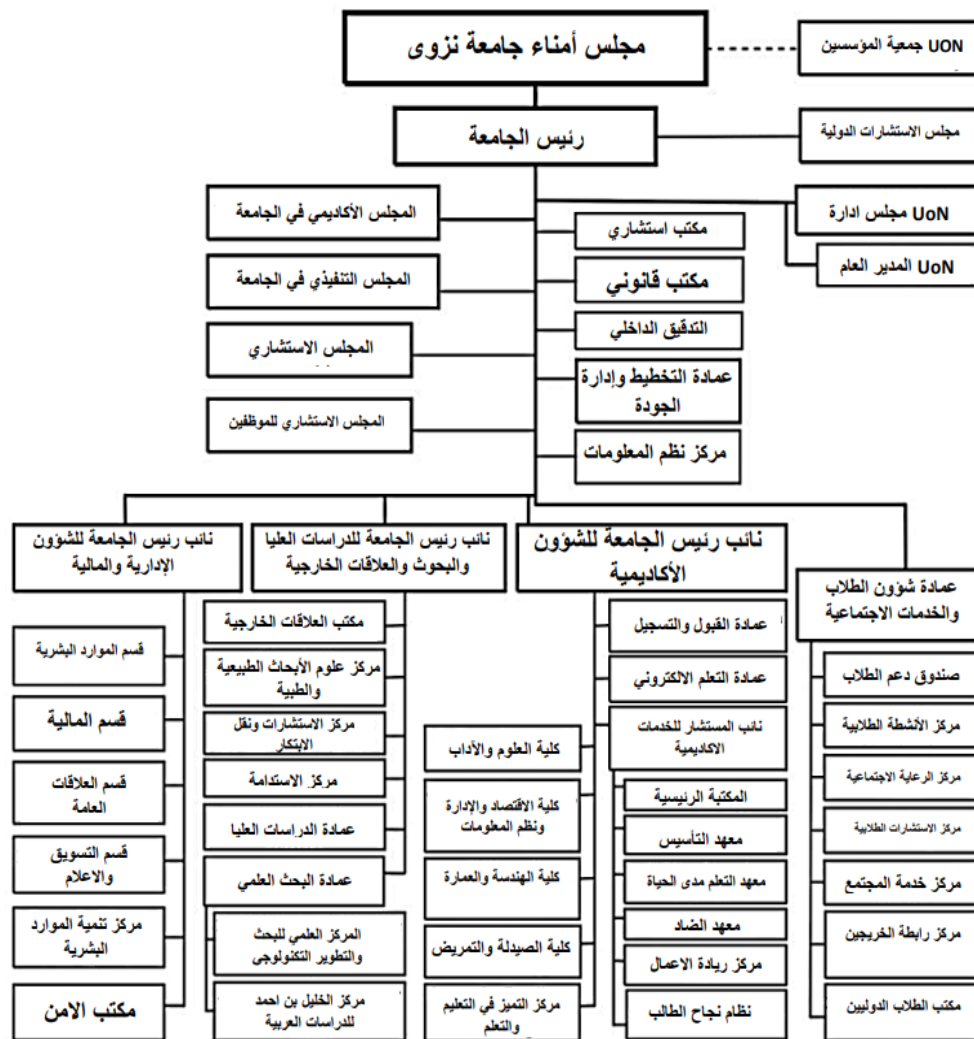 مجلس أمناء جامعة نزوى
UON جمعية المؤسسين
رئيس الجامعة
مجلس الاستشارات الدولية
المجلس الأكاديمي في الجامعة
UoN مجلس ادارة
مكتب استشاري
UoN المدير العام
المجلس التنفيذي في الجامعة
مكتب قانوني
التدقيق الداخلي
المجلس الاستشاري
عمادة التخطيط وإدارة
الجودة
المجلس الاستشاري للموظفين
مركز نظم المعلومات
عمادة شؤون الطلاب
والخدمات الاجتماعية
صندوق دعم الطلاب
مركز الأنشطة الطلابية
مركز الرعاية الاجتماعية
مركز الاستشارات الطلابية
مركز خدمة المجتمع
مركز رابطة الخريجين
مكتب الطلاب الدوليين
نائب رئيس الجامعة للشؤون
الأكاديمية
عمادة القبول والتسجيل
عمادة التعلم الالكتروني
نائب المستشار للخدمات
الاكاديمية
المكتبة الرئيسية
معهد التأسيس
معهد التعلم مدى الحياة
معهد الضاد
مركز ريادة الاعمال
نظام نجاح الطالب
كلية العلوم والآداب
كلية الاقتصاد والإدارة
ونظم المعلومات
كلية الهندسة والعمارة
كلية الصيدلة والتمريض
مركز التميز في التعليم
والتعلم
نائب رئيس الجامعة للدراسات العليا
والبحوث والعلاقات الخارجية
مكتب العلاقات الخارجية
مركز علوم الأبحاث الطبيعية
والطبية
مركز الاستشارات ونقل
الابتكار
مركز الاستدامة
عمادة الدراسات العليا
عمادة البحث العلمي
المركز العلمي للبحث
والتطوير التكنولوجي
مركز الخليل بن احمد
للدراسات العربية
نائب رئيس الجامعة للشؤون
الإدارية والمالية
قسم الموارد البشرية
قسم المالية
قسم العلاقات
العامة
قسم التسويق
والاعلام
مركز تنمية الموارد
البشرية
مكتب الامن